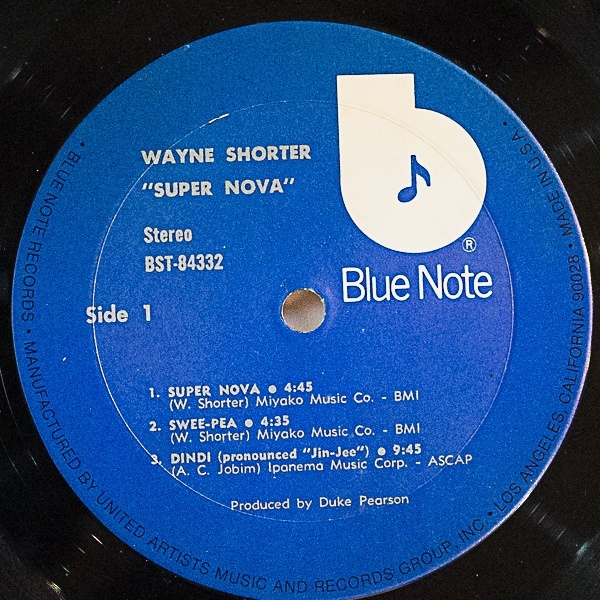 WAYNE SHORTER
"SUPER NOVA"
Stereo
BST-84332
Side 1
®
Blue Note
1. SUPER NOVA ● 4:45
(W. Shorter) Miyako Music Co. - BMI
2. SWEE-PEA ● 4:35
(W. Shorter) Miyako Music Co. - BMI
3. DINDI (pronounced "Jin-Jee") ● 9:45
(A. C. Jobim) Ipanema Music Corp. - ASCAP
Produced by Duke Pearson
• BLUE NOTE RECORDS • MANUFACTURED BY UNITED ARTISTS MUSIC AND RECORDS GROUP, INC. • LOS ANGELES, CALIFORNIA 90028 • MADE IN U.S.A. •